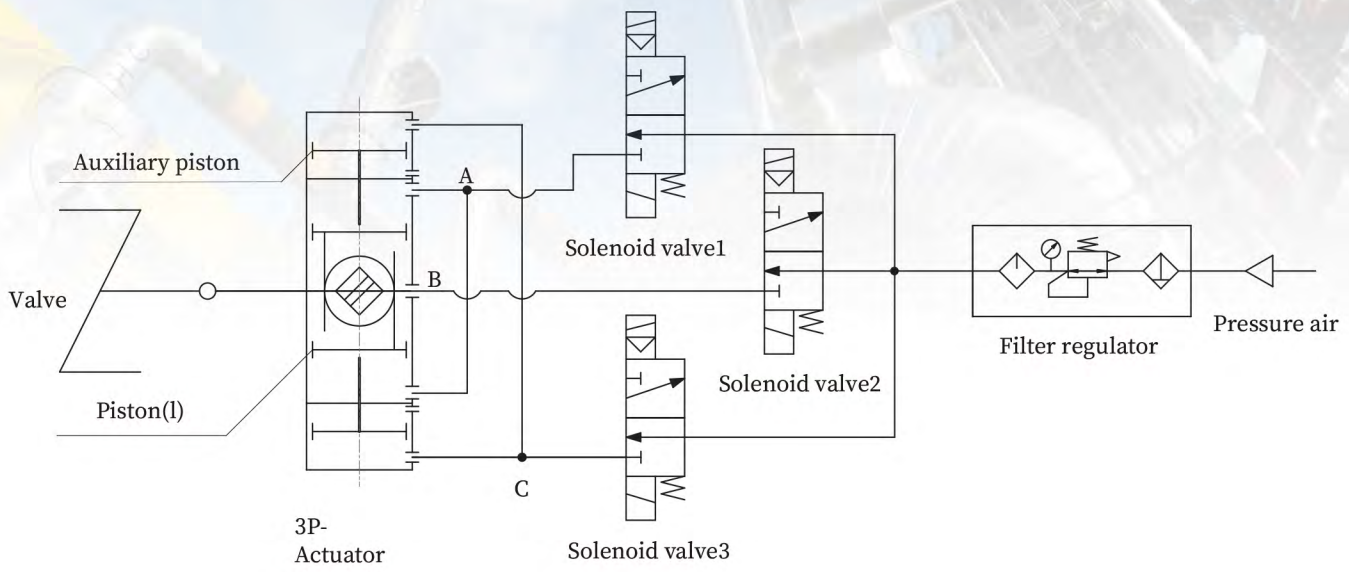 Auxiliary piston
A
Solenoid valve1
B
Valve
Pressure air
Filter regulator
Solenoid valve2
Piston(l)
C
3P-
Actuator
Solenoid valve3